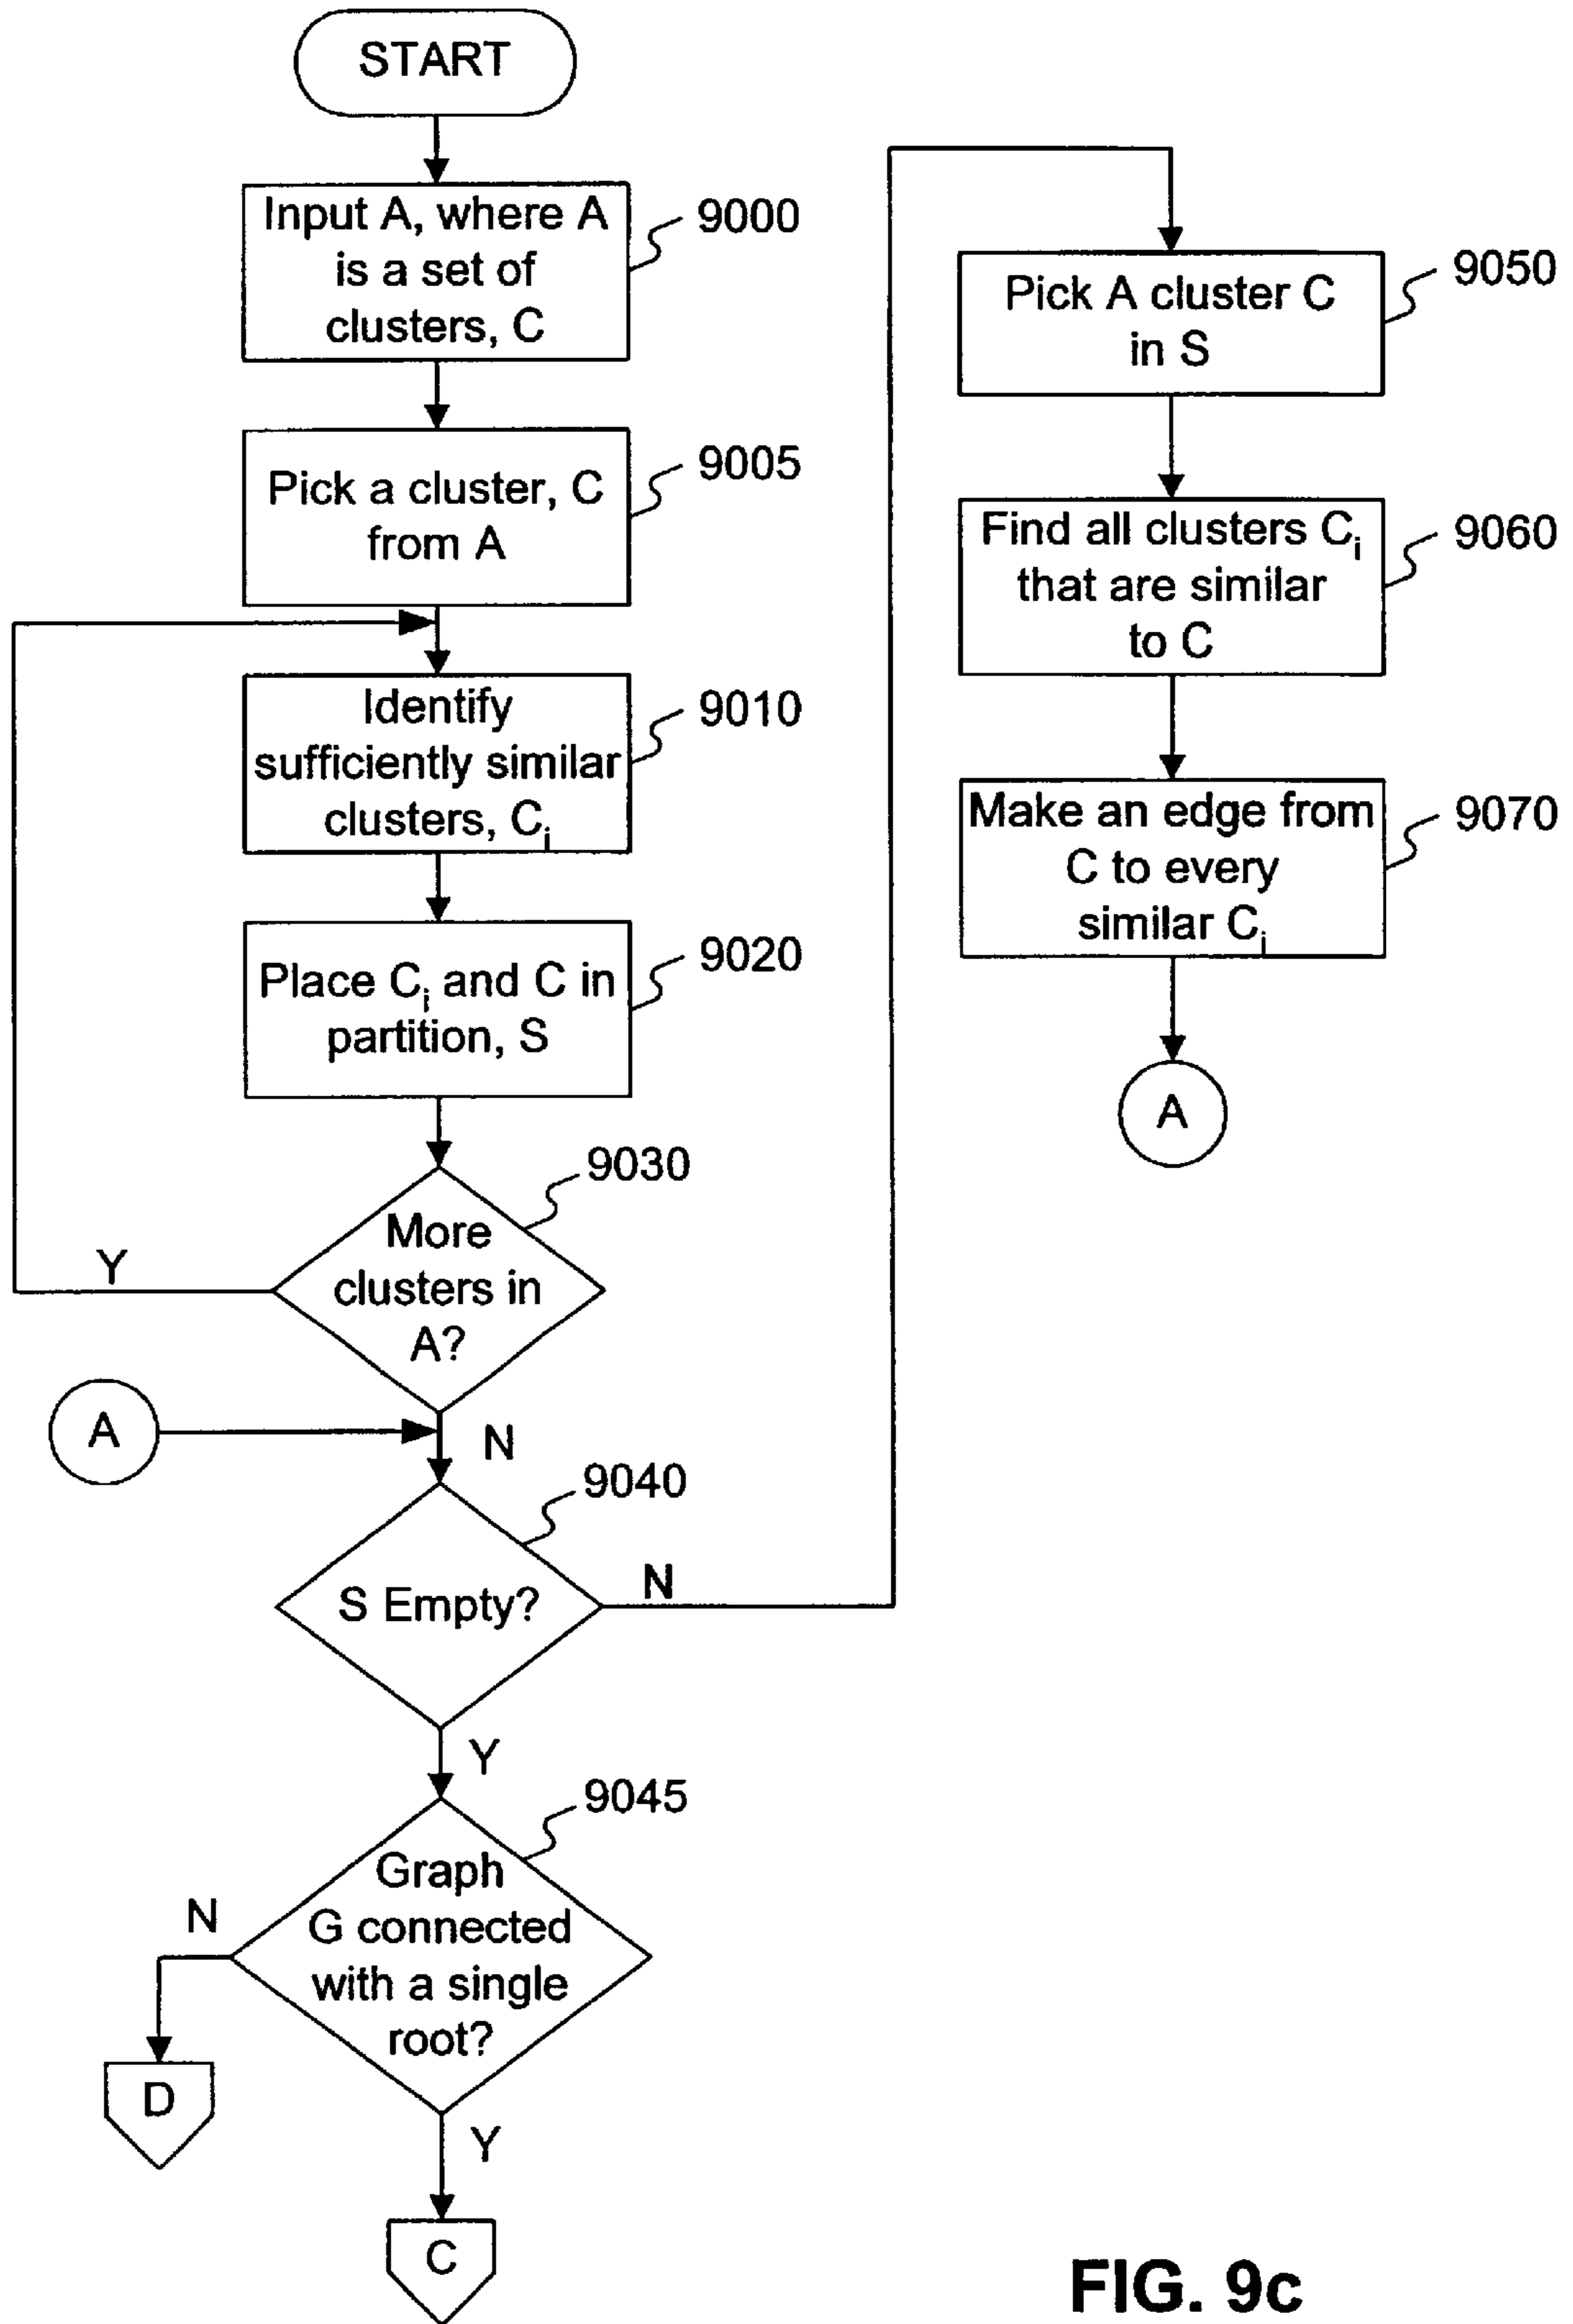 START
Input A, where A
is a set of
clusters, C
9000
Pick a cluster, C
from A
9005
Identify
sufficiently similar
clusters, Ci
9010
Place Ci and C in
partition, S
9020
More
clusters in
A?
9030
Y
N
A
S Empty?
9040
N
Y
Graph
G connected
with a single
root?
9045
N
D
Y
C
Pick A cluster C
in S
9050
Find all clusters Ci
that are similar
to C
9060
Make an edge from
C to every
similar Ci
9070
A
FIG. 9c